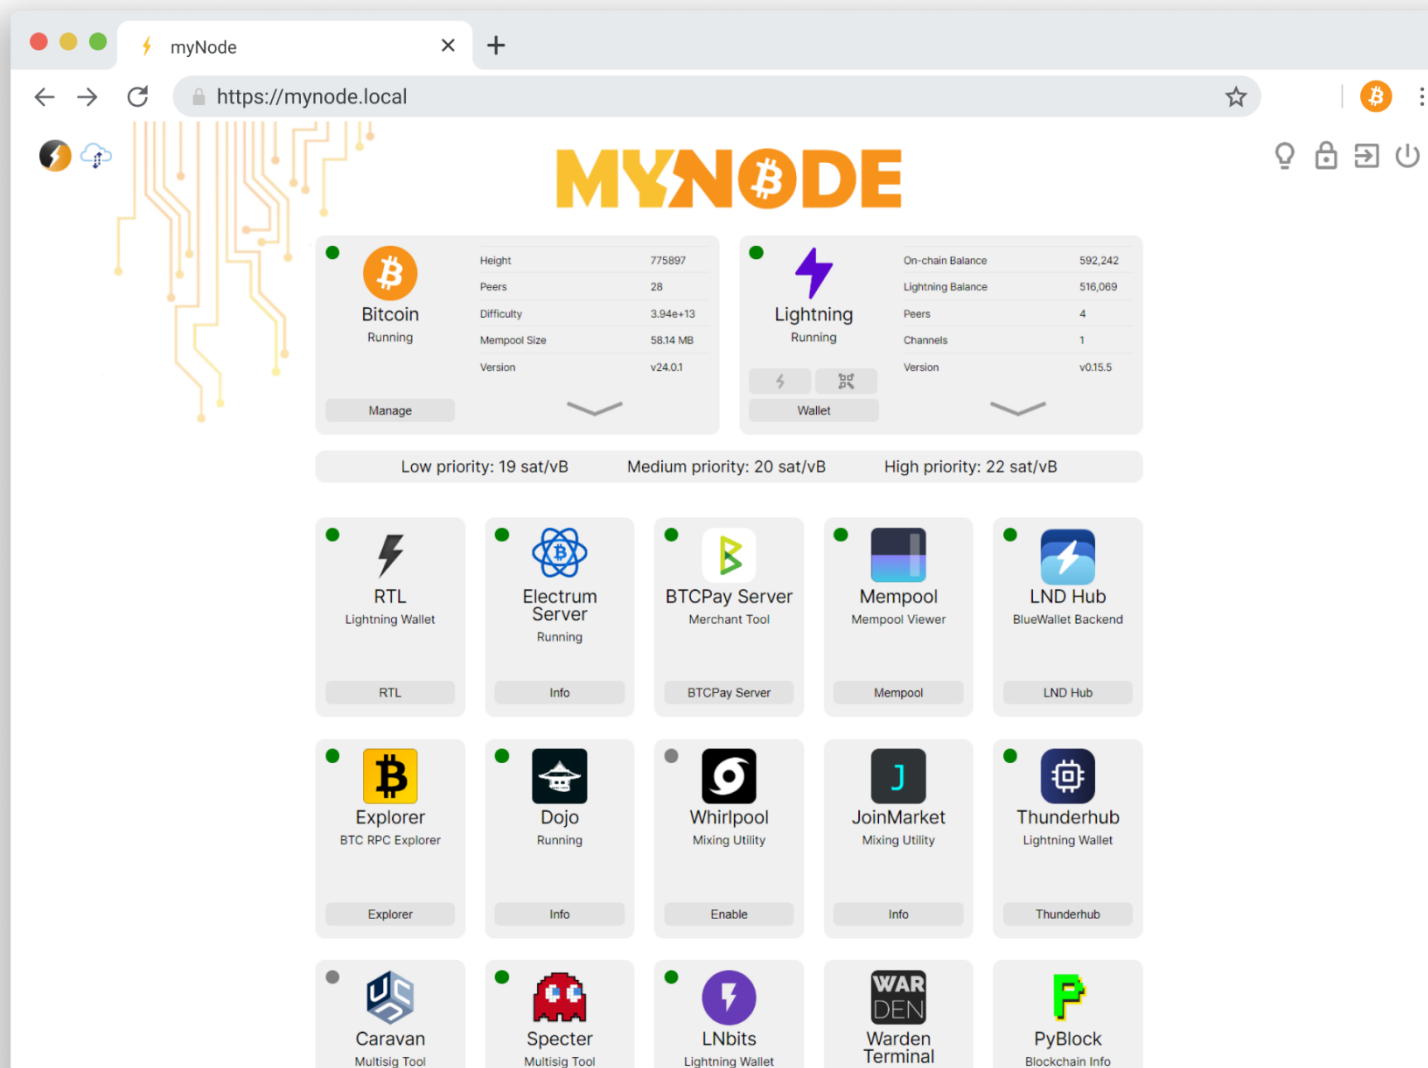 myNode
https://mynode.local
MYNODE
Bitcoin
Running
Manage
Height 775897
Peers 28
Difficulty 3.94e+13
Mempool Size 58.14 MB
Version v24.0.1
Lightning
Running
Wallet
On-chain Balance 592,242
Lightning Balance 516,069
Peers 4
Channels 1
Version v0.15.5
Low priority: 19 sat/vB Medium priority: 20 sat/vB High priority: 22 sat/vB
RTL
Lightning Wallet
RTL
Electrum
Server
Running
Info
BTCPay Server
Merchant Tool
BTCPay Server
Mempool
Mempool Viewer
Mempool
LND Hub
BlueWallet Backend
LND Hub
Explorer
BTC RPC Explorer
Explorer
Dojo
Running
Info
Whirlpool
Mixing Utility
Enable
J
JoinMarket
Mixing Utility
Info
Thunderhub
Lightning Wallet
Thunderhub
UCS
Caravan
Multisig Tool
Specter
Multisig Tool
LNbits
Lightning Wallet
WAR
DEN
Warden
Terminal
P
PyBlock
Blockchain Info